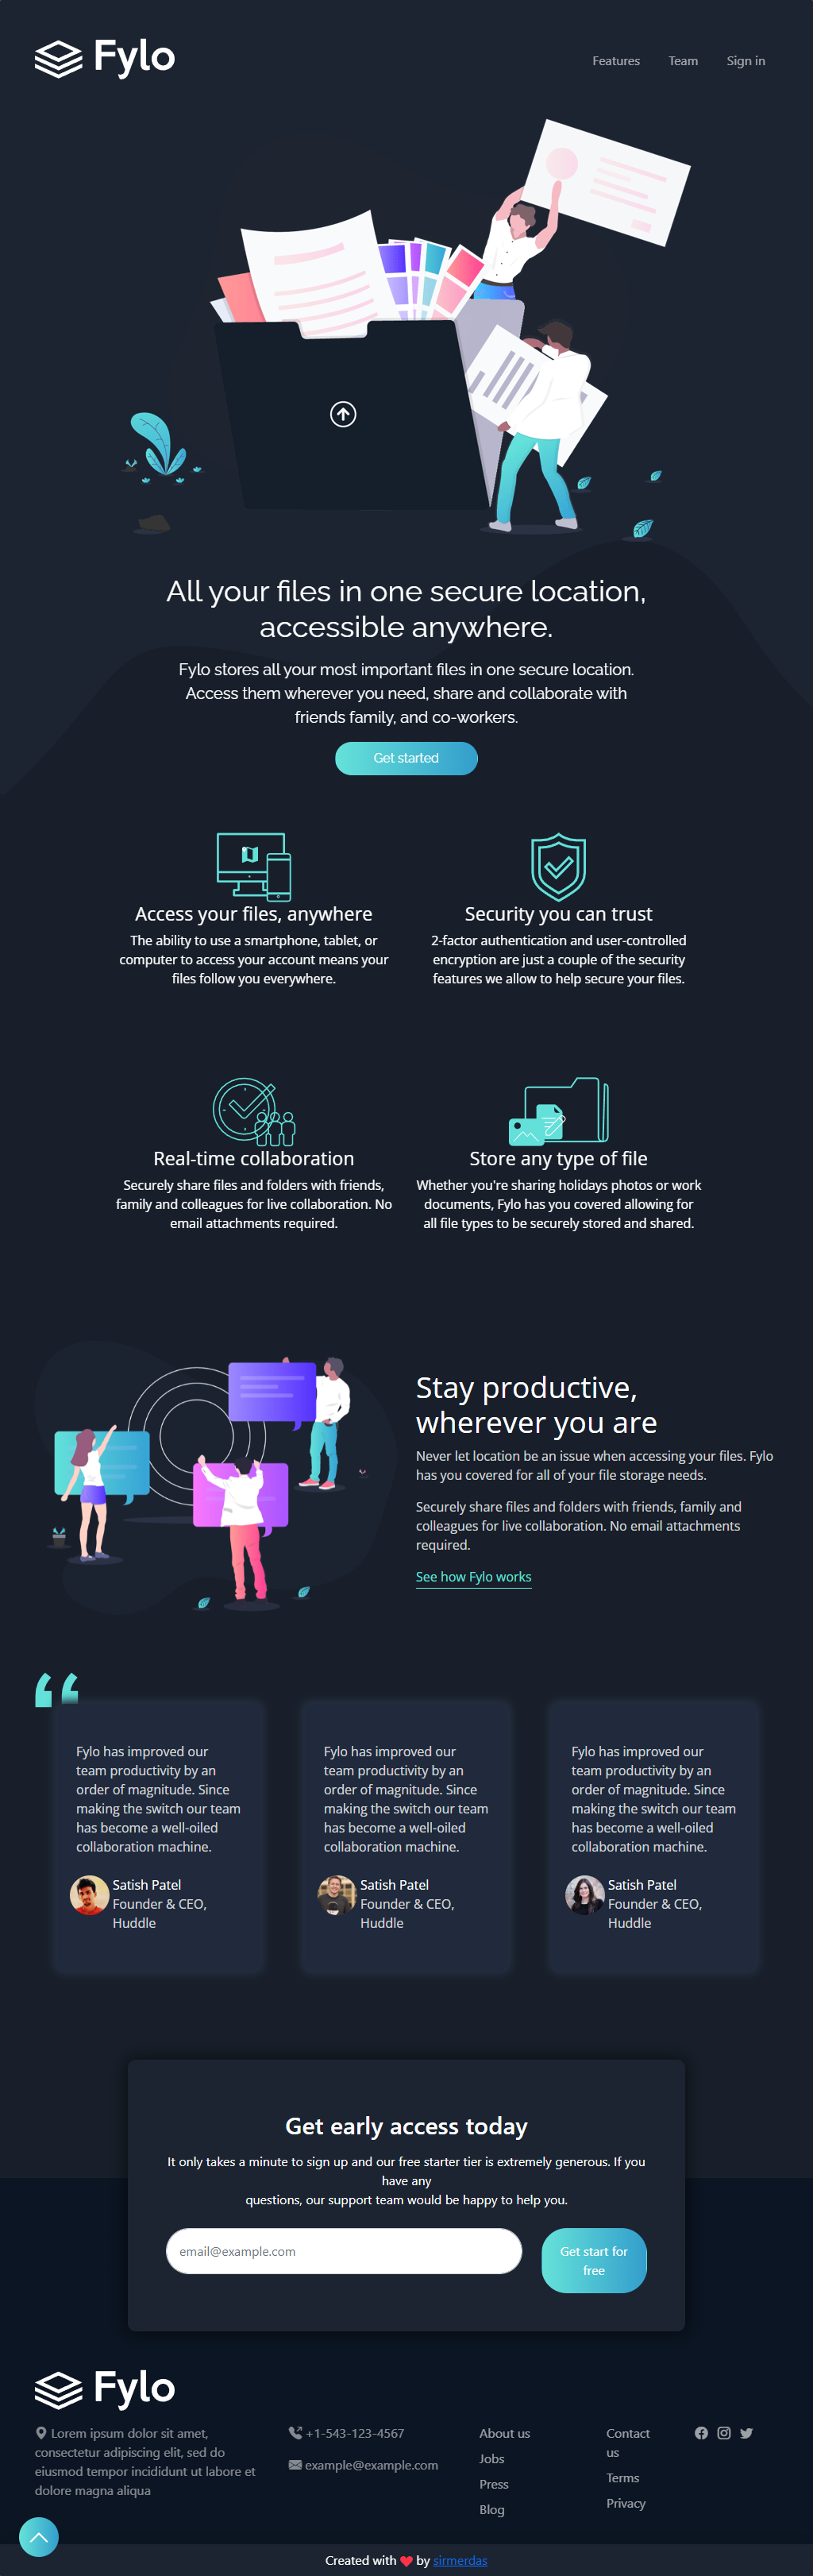 Fylo
Features Team Sign in
All your files in one secure location,
accessible anywhere.
Fylo stores all your most important files in one secure location.
Access them wherever you need, share and collaborate with
friends family, and co-workers.
Get started
Access your files, anywhere
The ability to use a smartphone, tablet, or
computer to access your account means your
files follow you everywhere.
Security you can trust
2-factor authentication and user-controlled
encryption are just a couple of the security
features we allow to help secure your files.
Real-time collaboration
Securely share files and folders with friends,
family and colleagues for live collaboration. No
email attachments required.
Store any type of file
Whether you're sharing holidays photos or work
documents, Fylo has you covered allowing for
all file types to be securely stored and shared.
Stay productive,
wherever you are
Never let location be an issue when accessing your files. Fylo
has you covered for all of your file storage needs.
Securely share files and folders with friends, family and
colleagues for live collaboration. No email attachments
required.
See how Fylo works
Fylo has improved our
team productivity by an
order of magnitude. Since
making the switch our team
has become a well-oiled
collaboration machine.
Satish Patel
Founder & CEO,
Huddle
Fylo has improved our
team productivity by an
order of magnitude. Since
making the switch our team
has become a well-oiled
collaboration machine.
Satish Patel
Founder & CEO,
Huddle
Fylo has improved our
team productivity by an
order of magnitude. Since
making the switch our team
has become a well-oiled
collaboration machine.
Satish Patel
Founder & CEO,
Huddle
Get early access today
It only takes a minute to sign up and our free starter tier is extremely generous. If you
have any
questions, our support team would be happy to help you.
email@example.com
Get start for
free
Fylo
Lorem ipsum dolor sit amet,
consectetur adipiscing elit, sed do
eiusmod tempor incididunt ut labore et
dolore magna aliqua
+1-543-123-4567
example@example.com
About us
Jobs
Press
Blog
Contact
us
Terms
Privacy
Created with ❤ by sirmerdas